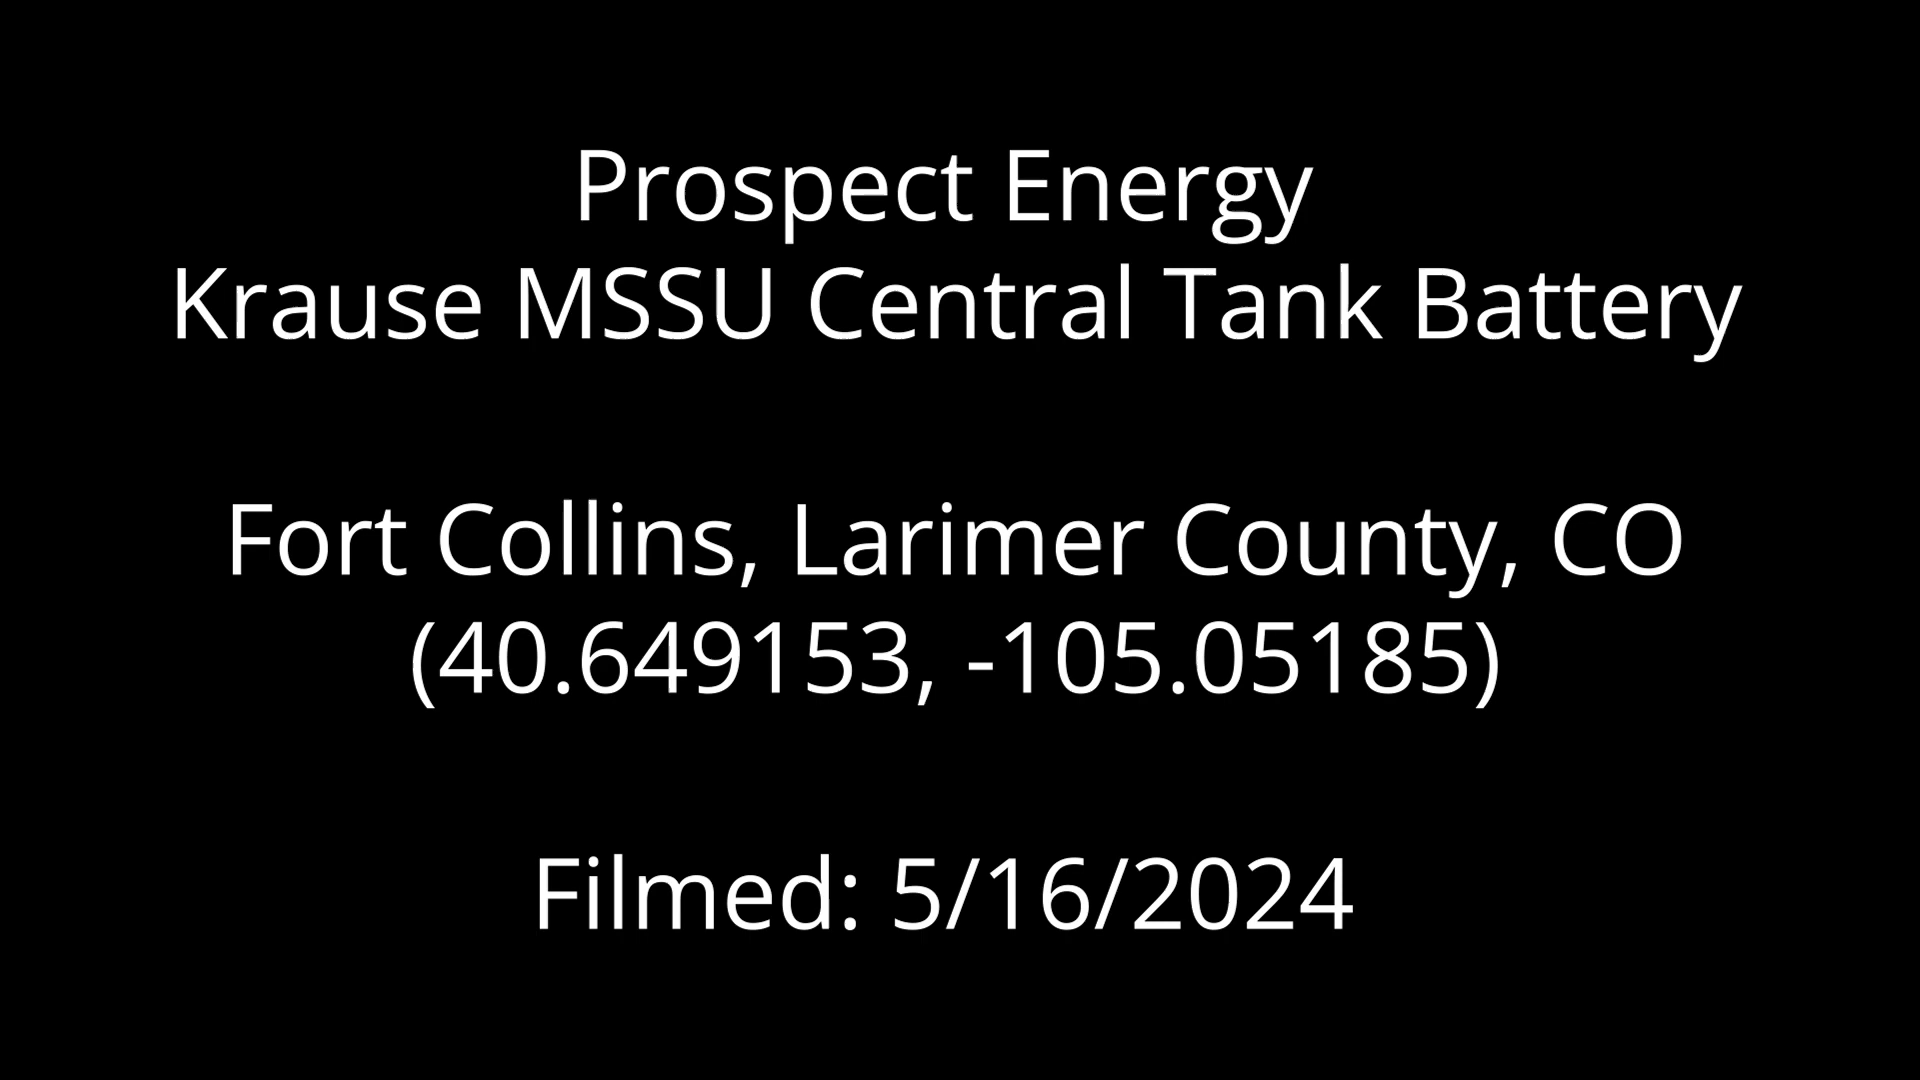 Prospect Energy
Krause MSSU Central Tank Battery
Fort Collins, Larimer County, CO
(40.649153, -105.05185)
Filmed: 5/16/2024